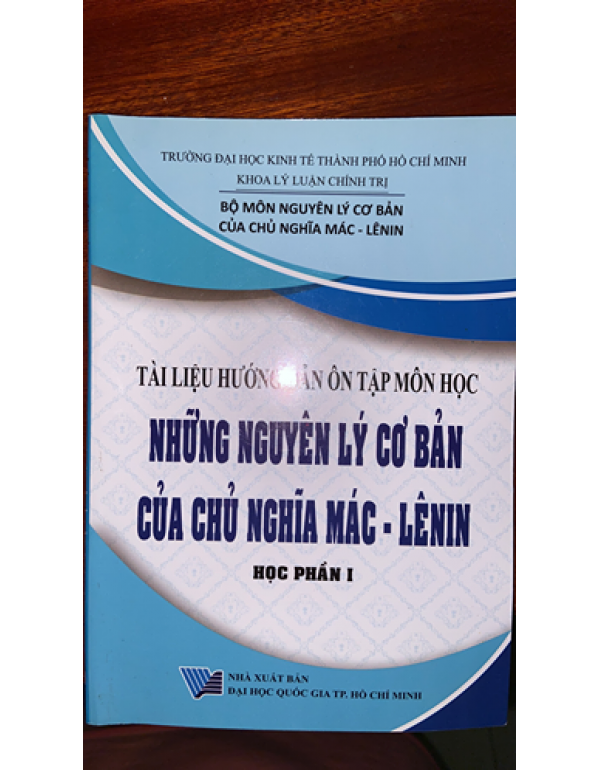 TRƯỜNG ĐẠI HỌC KINH TẾ THÀNH PHỐ HỒ CHÍ MINH
KHOA LÝ LUẬN CHÍNH TRỊ
BỘ MÔN NGUYÊN LÝ CƠ BẢN
CỦA CHỦ NGHĨA MÁC - LÊNIN
TÀI LIỆU HƯỚNG DẪN ÔN TẬP MÔN HỌC
NHỮNG NGUYÊN LÝ CƠ BẢN
CỦA CHỦ NGHĨA MÁC - LÊNIN
HỌC PHẦN I
NHÀ XUẤT BẢN
ĐẠI HỌC QUỐC GIA TP. HỒ CHÍ MINH